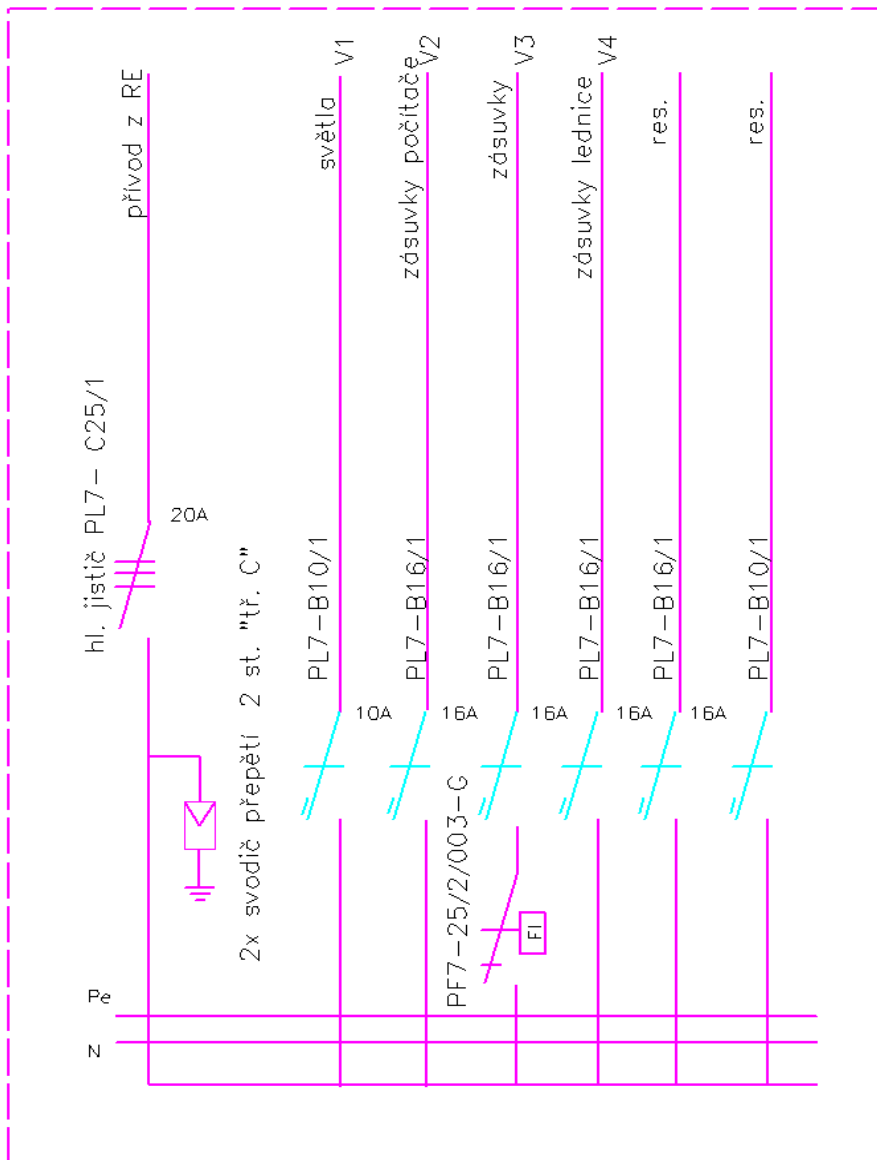 přívod z RE
hl. jistič PL7- C25/1
20A
2x svodič přepětí 2 st. "tř. C"
světla V1
PL7-B10/1
10A
zásuvky počítače V2
PL7-B16/1
16A
zásuvky V3
PL7-B16/1
16A
PF7-25/2/003-G
FI
zásuvky lednice V4
PL7-B16/1
16A
res.
PL7-B16/1
16A
res.
PL7-B10/1
Pe
N